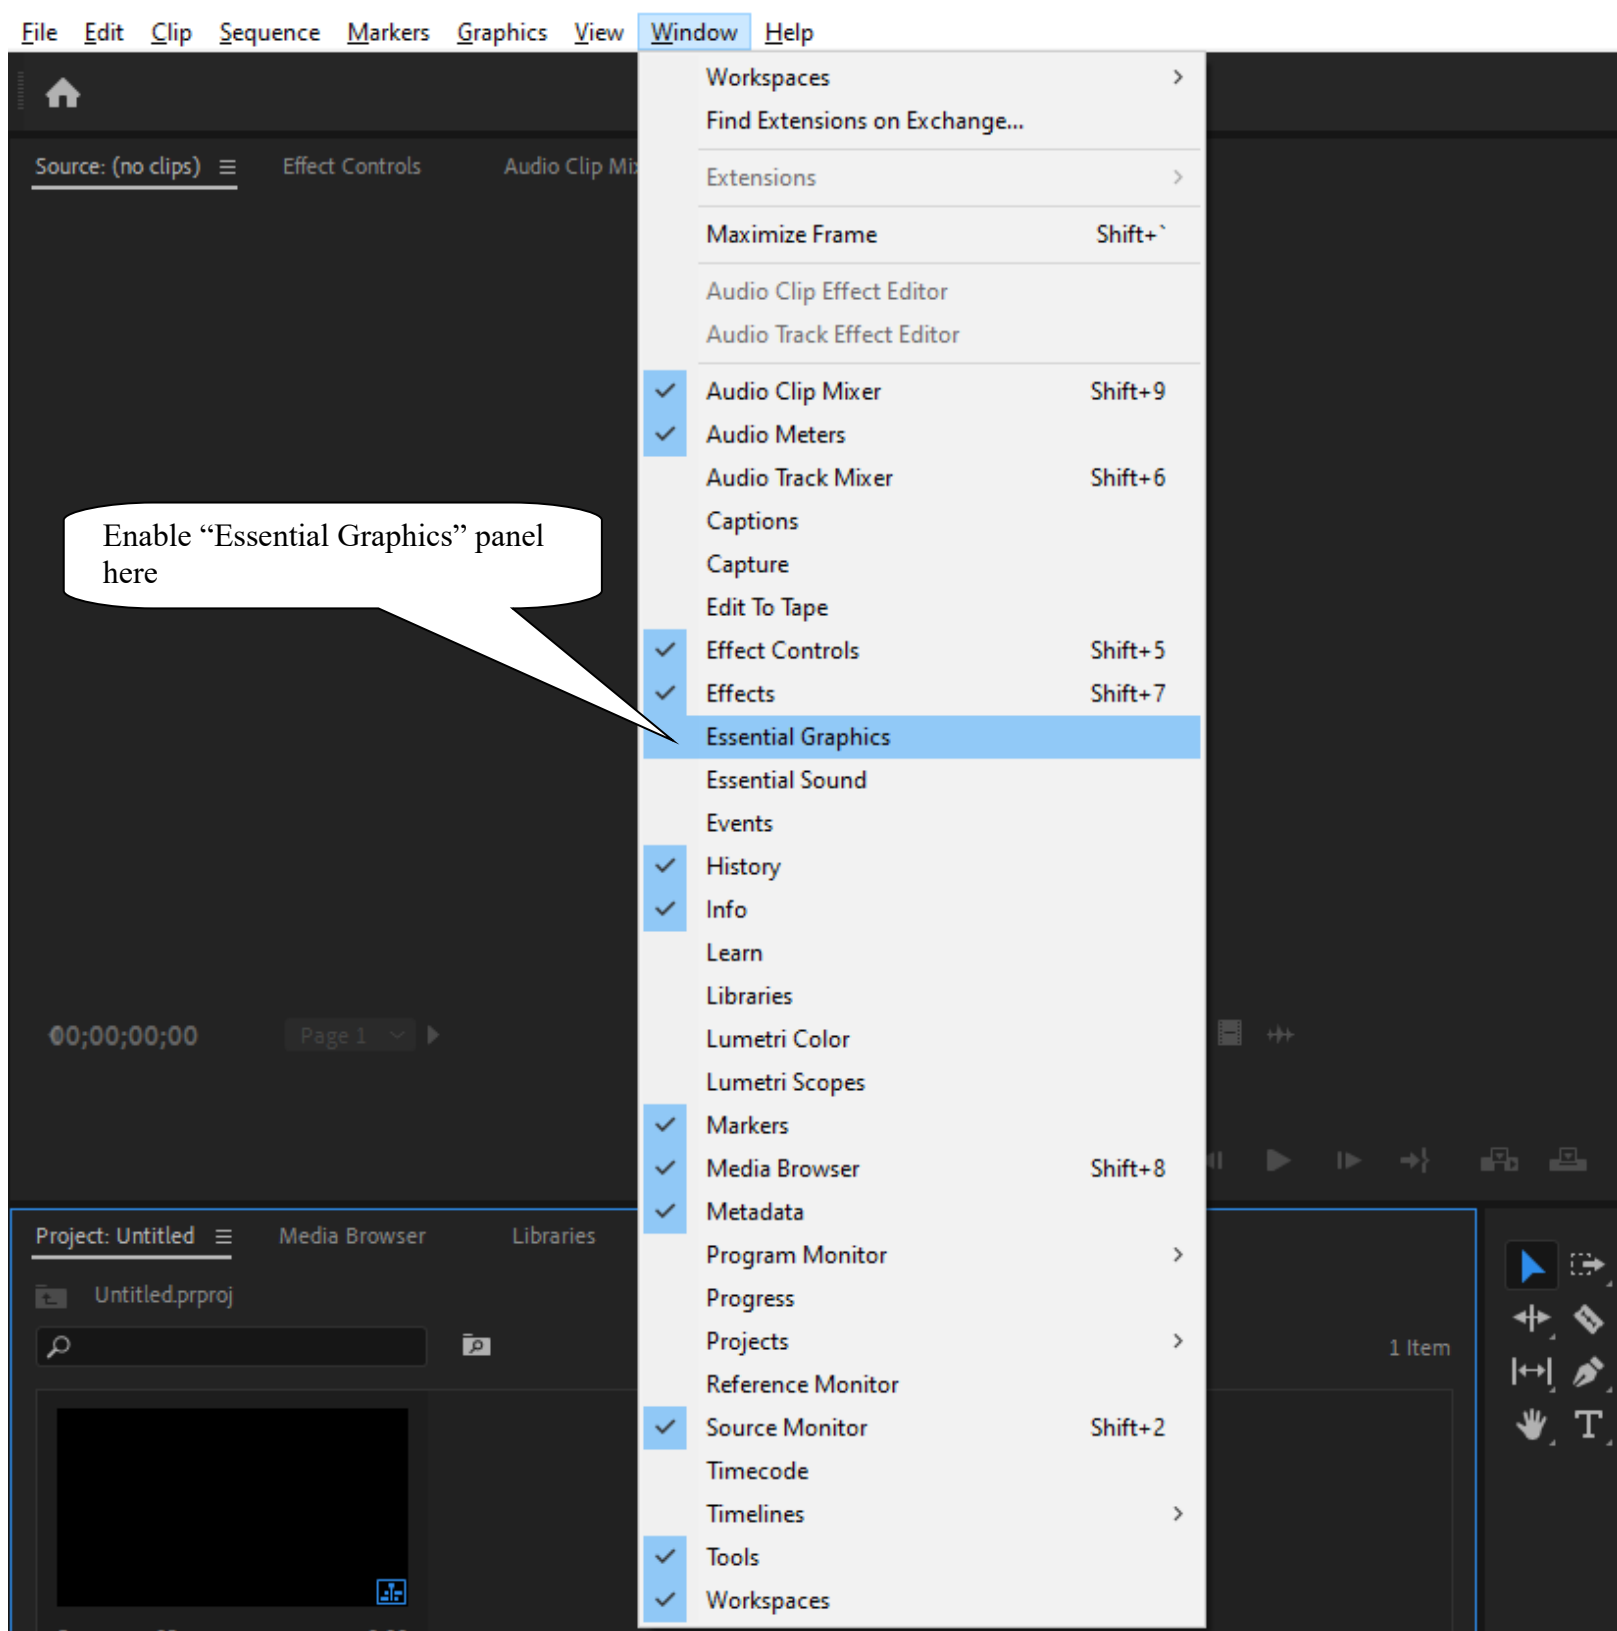 File Edit Clip Sequence Markers Graphics View Window Help
Workspaces
Find Extensions on Exchange...
Source: (no clips) Effect Controls Audio Clip Mix
Extensions
Maximize Frame Shift+`
Audio Clip Effect Editor
Audio Track Effect Editor
Audio Clip Mixer Shift+9
Audio Meters
Audio Track Mixer Shift+6
Captions
Enable “Essential Graphics” panel
here
Capture
Edit To Tape
Effect Controls Shift+5
Effects Shift+7
Essential Graphics
Essential Sound
Events
History
Info
Learn
Libraries
00;00;00;00 Page 1
Lumetri Color
Lumetri Scopes
Markers
Media Browser Shift+8
Metadata
Project: Untitled Media Browser Libraries
Program Monitor
Untitled.prproj
Progress
Projects
1 Item
Reference Monitor
Source Monitor Shift+2
Timecode
Timelines
Tools
Workspaces